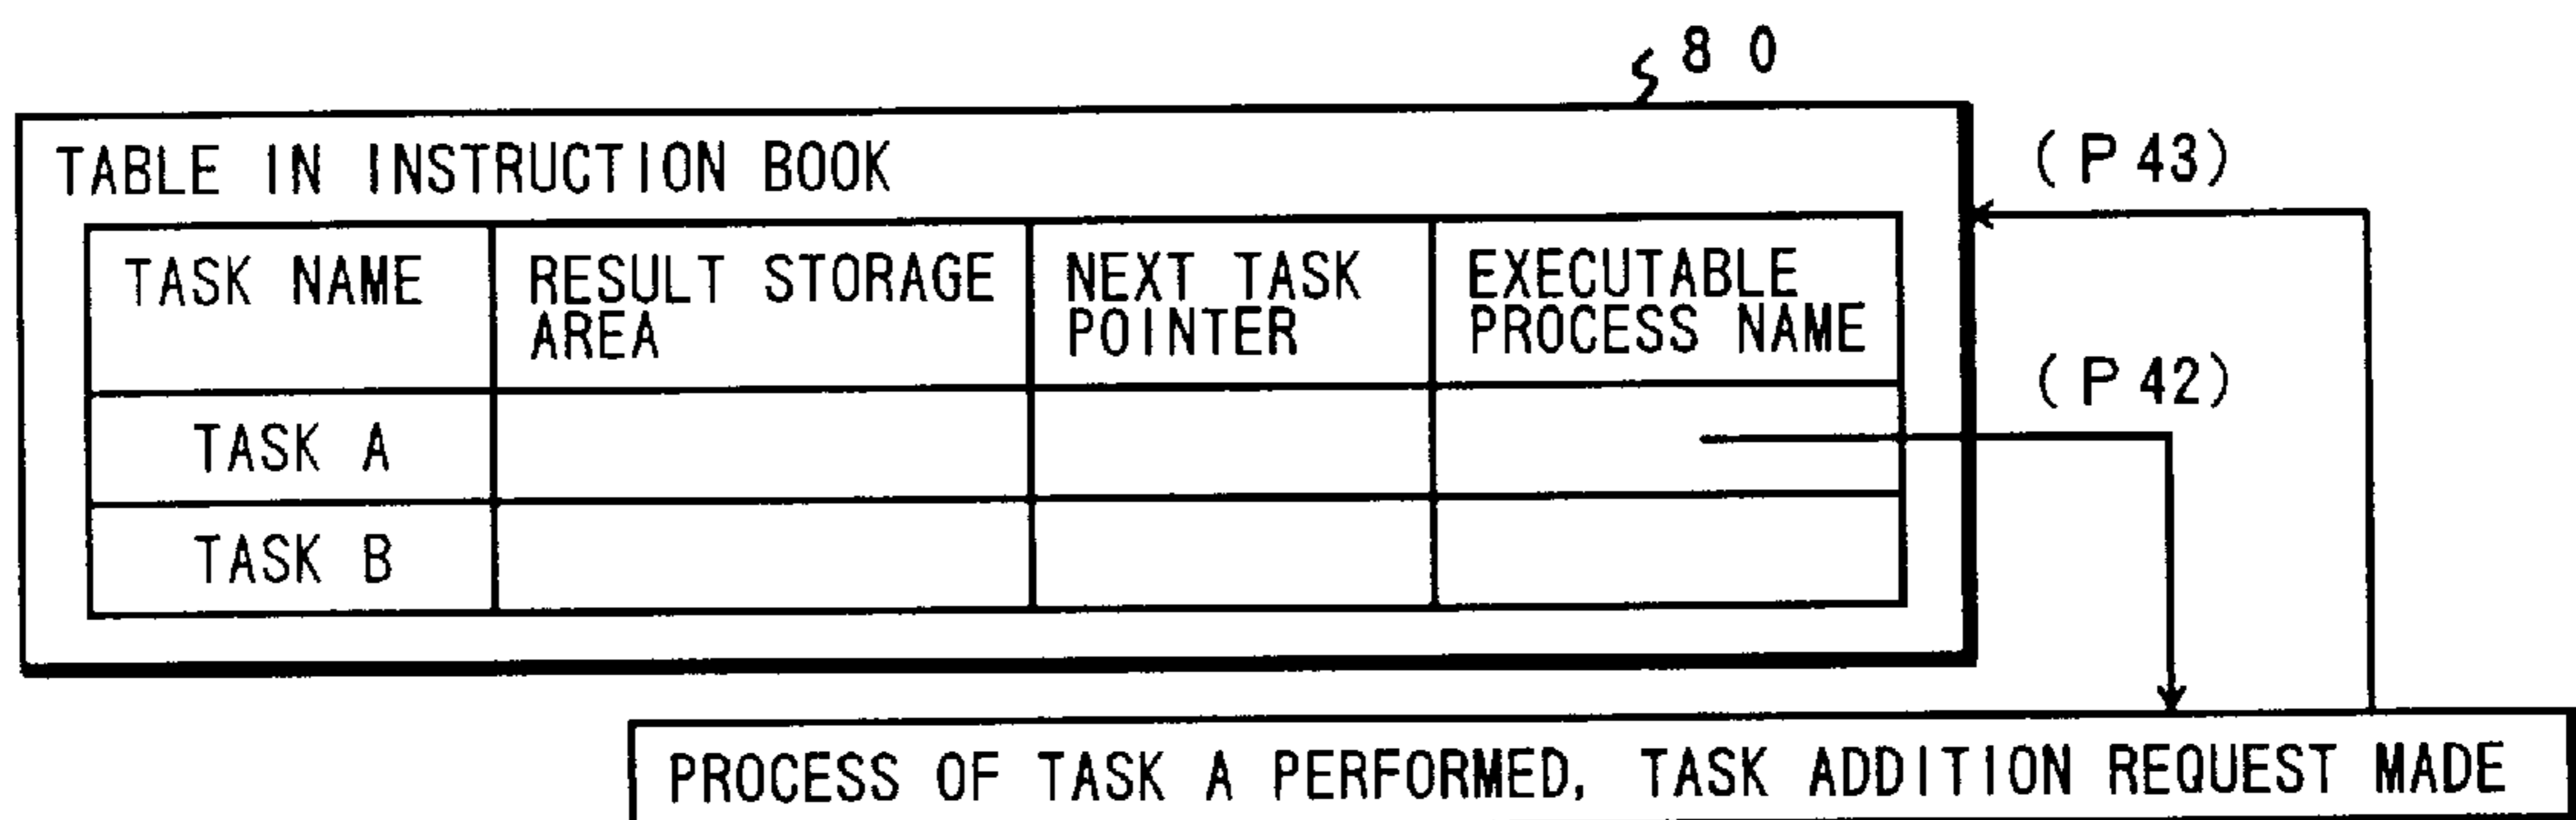 80
TABLE IN INSTRUCTION BOOK
(P43)
TASK NAME
RESULT STORAGE
AREA
NEXT TASK
POINTER
EXECUTABLE
PROCESS NAME
(P42)
TASK A
TASK B
PROCESS OF TASK A PERFORMED, TASK ADDITION REQUEST MADE